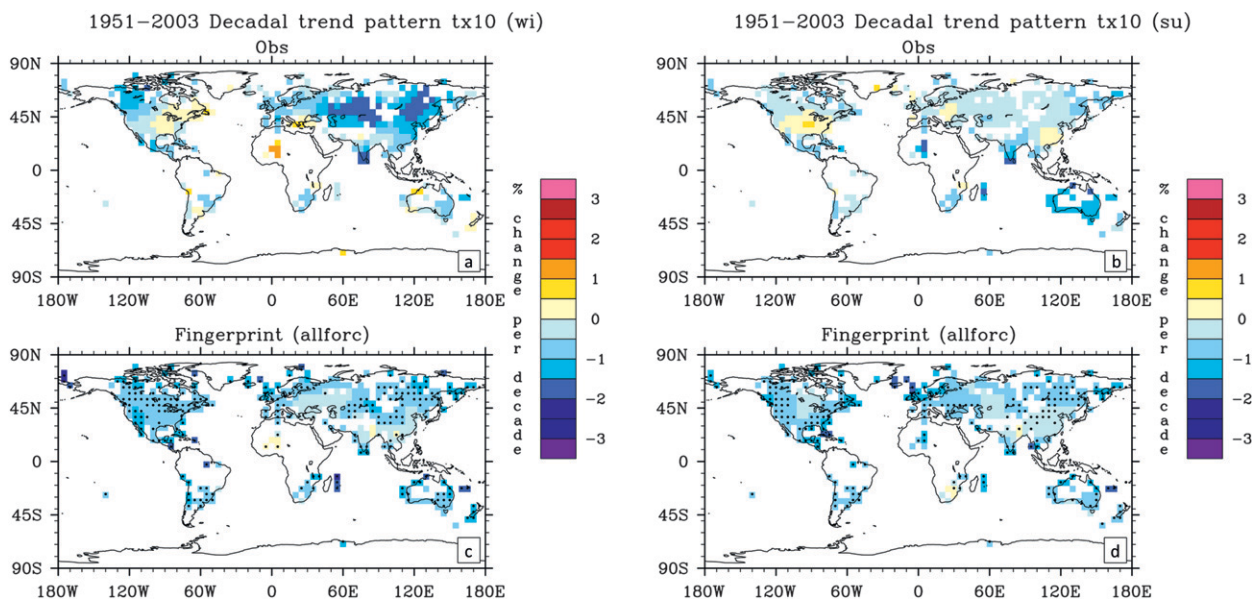 1951−2003 Decadal trend pattern tx10 (wi)
Obs
90N
45N
0
45S
90S
180W 120W 60W 0 60E 120E 180E
a
Fingerprint (allforc)
90N
45N
0
45S
90S
180W 120W 60W 0 60E 120E 180E
c
% change per decade
3
2
1
0
−1
−2
−3
1951−2003 Decadal trend pattern tx10 (su)
Obs
90N
45N
0
45S
90S
180W 120W 60W 0 60E 120E 180E
b
Fingerprint (allforc)
90N
45N
0
45S
90S
180W 120W 60W 0 60E 120E 180E
d
% change per decade
3
2
1
0
−1
−2
−3